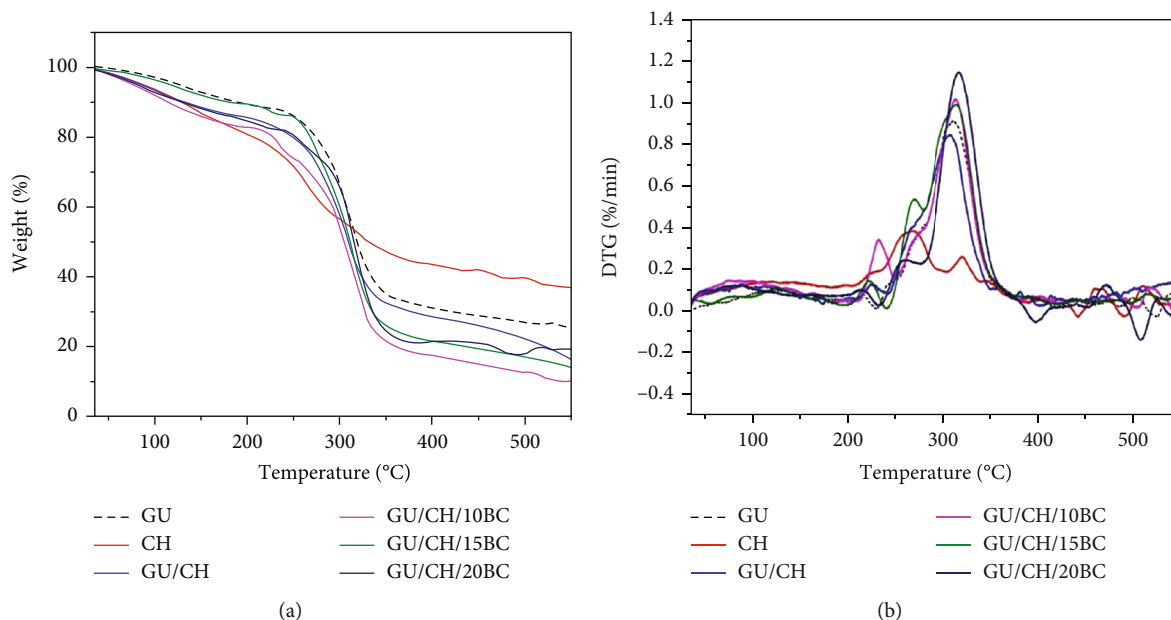 100
80
60
40
20
0
Weight (%)
100
200
300
400
500
Temperature (°C)
GU
CH
GU/CH
GU/CH/10BC
GU/CH/15BC
GU/CH/20BC
(a)
1.4
1.2
1.0
0.8
0.6
0.4
0.2
0.0
−0.2
−0.4
DTG (%/min)
100
200
300
400
500
Temperature (°C)
GU
CH
GU/CH
GU/CH/10BC
GU/CH/15BC
GU/CH/20BC
(b)